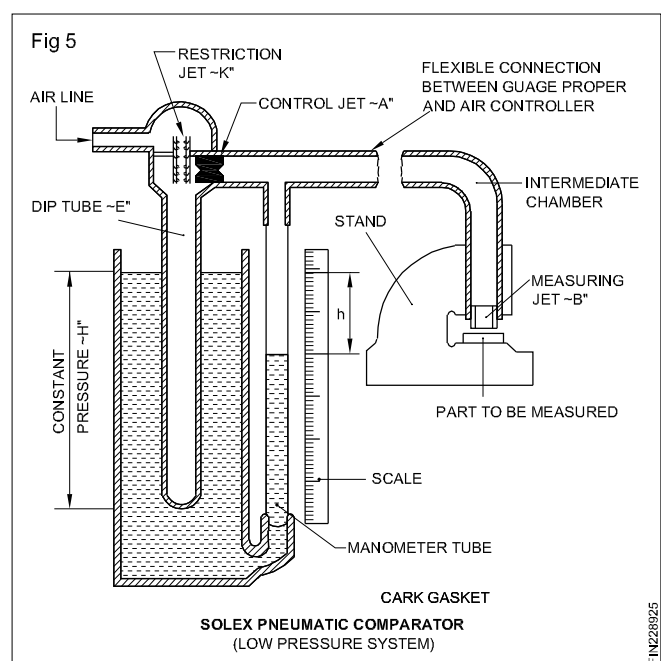 Fig 5
RESTRICTION
JET ~K"
AIR LINE
CONTROL JET ~A"
FLEXIBLE CONNECTION
BETWEEN GUAGE PROPER
AND AIR CONTROLLER
DIP TUBE ~E"
INTERMEDIATE
CHAMBER
STAND
MEASURING
JET ~B"
h
CONSTANT
PRESSURE ~H"
PART TO BE MEASURED
SCALE
MANOMETER TUBE
CARK GASKET
SOLEX PNEUMATIC COMPARATOR
(LOW PRESSURE SYSTEM)
FIN228925